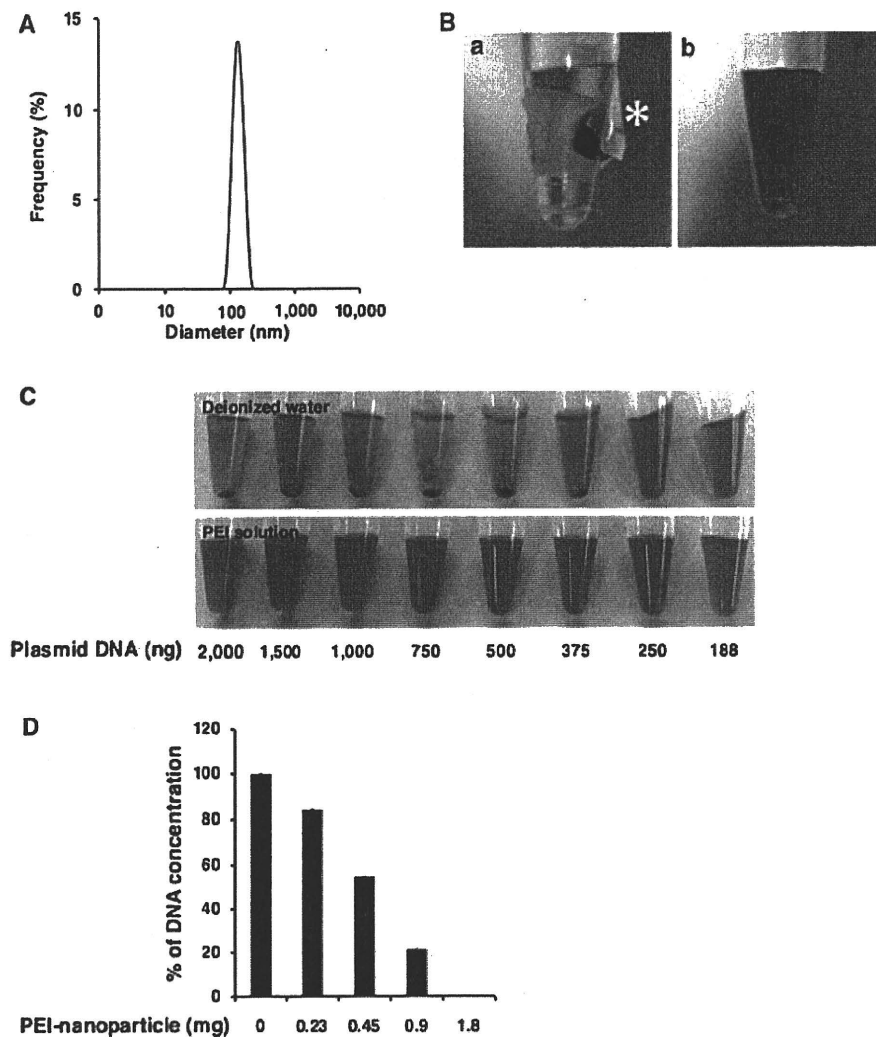 A
15
10
5
0
Frequency (%)
0 10 100 1,000 10,000
Diameter (nm)
B
a
*
b
C
Deionized water
PEI solution
Plasmid DNA (ng) 2,000 1,500 1,000 750 500 375 250 188
D
120
100
80
60
40
20
0
% of DNA concentration
PEI-nanoparticle (mg) 0 0.23 0.45 0.9 1.8